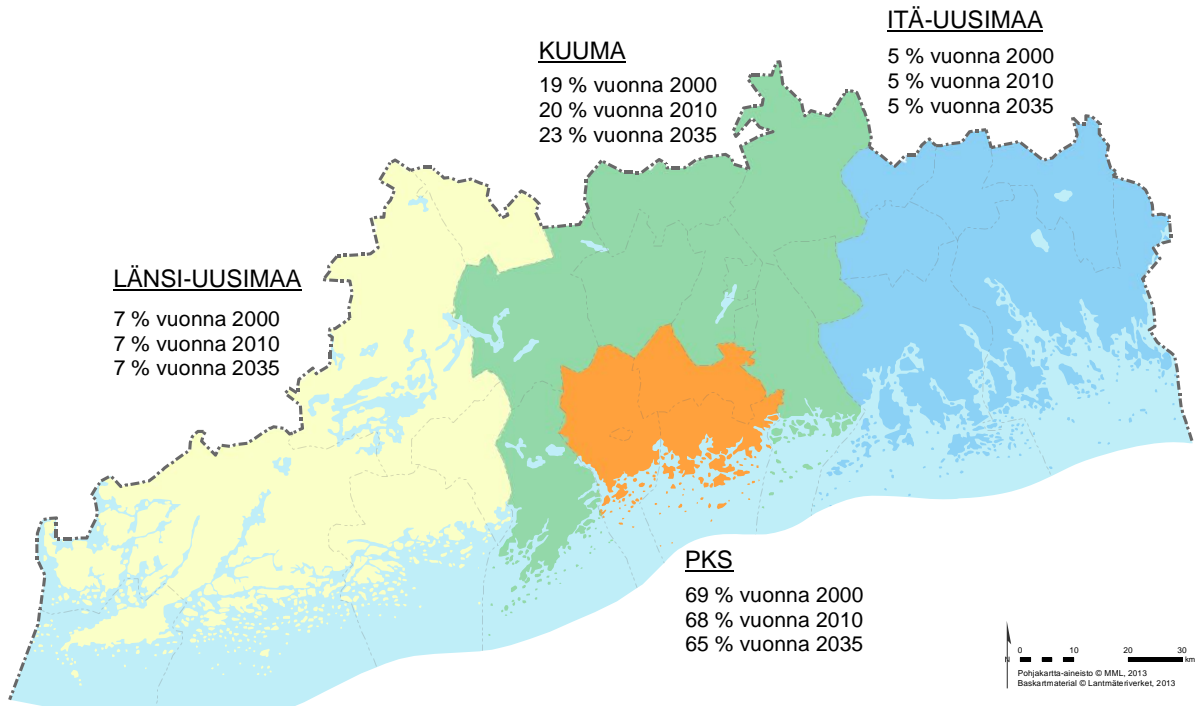 ITÄ-UUSIMAA
5 % vuonna 2000
5 % vuonna 2010
5 % vuonna 2035
KUUMA
19 % vuonna 2000
20 % vuonna 2010
23 % vuonna 2035
LÄNSI-UUSIMAA
7 % vuonna 2000
7 % vuonna 2010
7 % vuonna 2035
PKS
69 % vuonna 2000
68 % vuonna 2010
65 % vuonna 2035
N
0 10 20 30
km
Pohjakartta-aineisto © MML, 2013
Baskartmaterial © Lantmäteriverket, 2013